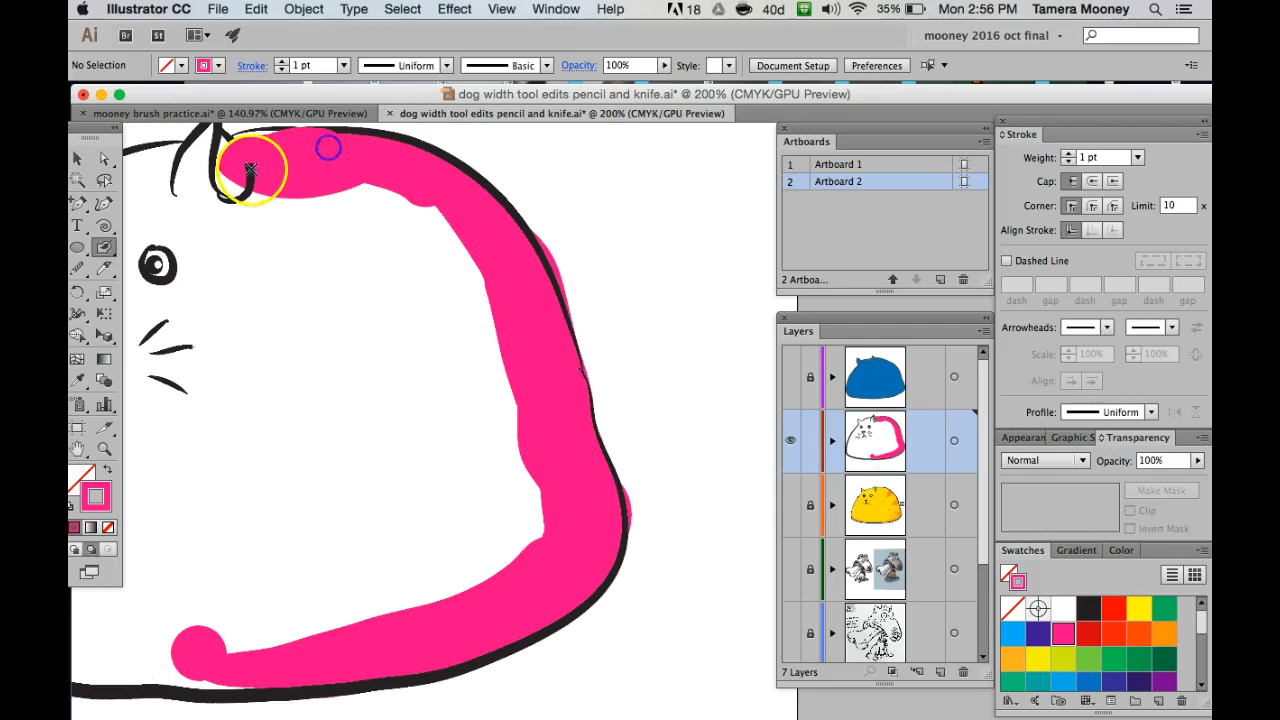 Illustrator CC File Edit Object Type Select Effect View Window Help 18 40d 35% Mon 2:56 PM Tamera Mooney
Ai Br St mooney 2016 oct final
No Selection Stroke: 1 pt Uniform Basic Opacity: 100% Style: Document Setup Preferences
dog width tool edits pencil and knife.ai* @ 200% (CMYK/GPU Preview)
× mooney brush practice.ai* @ 140.97% (CMYK/GPU Preview) × dog width tool edits pencil and knife.ai* @ 200% (CMYK/GPU Preview)
Artboards
1 Artboard 1
2 Artboard 2
2 Artboa...
Layers
7 Layers
Stroke
Weight: 1 pt
Cap:
Corner: Limit: 10 x
Align Stroke:
Dashed Line
dash gap dash gap dash gap
Arrowheads:
Scale: 100% 100%
Align:
Profile: Uniform
Appearan Graphic S Transparency
Normal Opacity: 100%
Make Mask
Clip
Invert Mask
Swatches Gradient Color